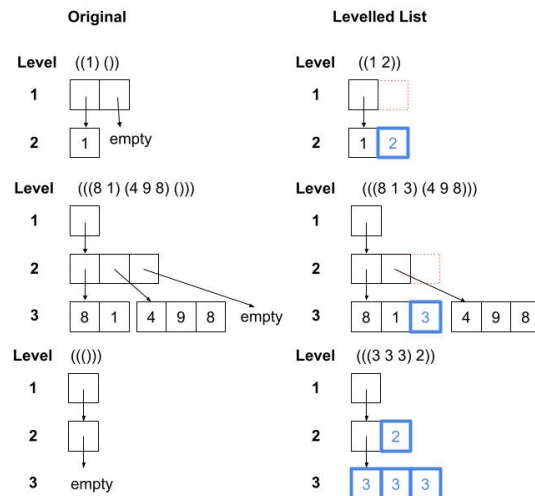 Original Levelled List
Level ((1) ()) Level ((1 2))
1 1
2 1 empty 2 1 2
Level (((8 1) (4 9 8) ())) Level (((8 1 3) (4 9 8)))
1 1
2 2
3 8 1 4 9 8 empty 3 8 1 3 4 9 8
Level ((())) Level (((3 3 3) 2))
1 1
2 2 2
3 empty 3 3 3 3